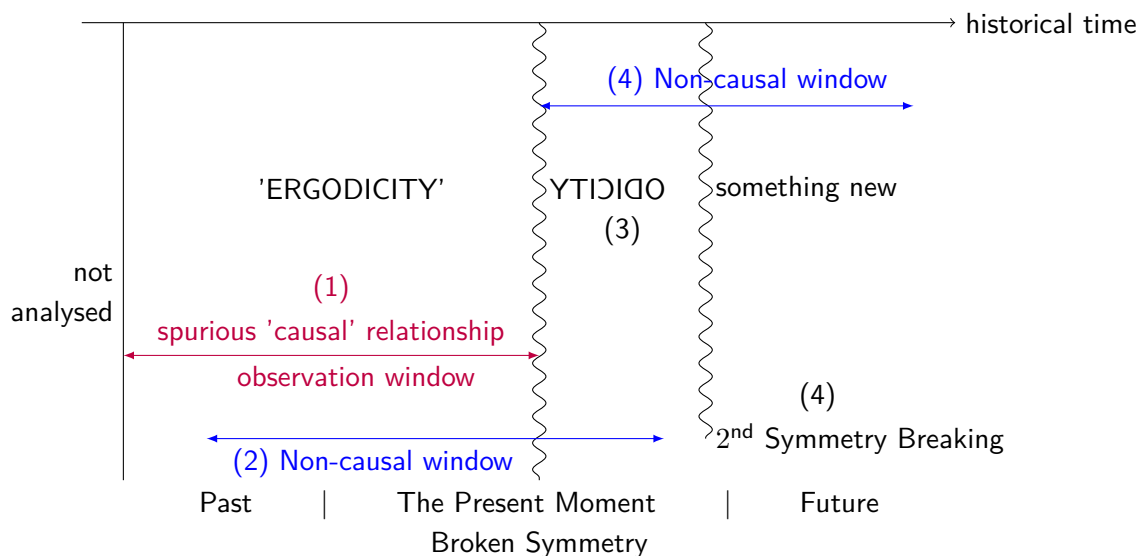 historical time
(4) Non-causal window
'ERGODICITY'
ODICITY
something new
(3)
not
analysed
(1)
spurious 'causal' relationship
observation window
(4)
2nd Symmetry Breaking
(2) Non-causal window
Past | The Present Moment | Future
Broken Symmetry